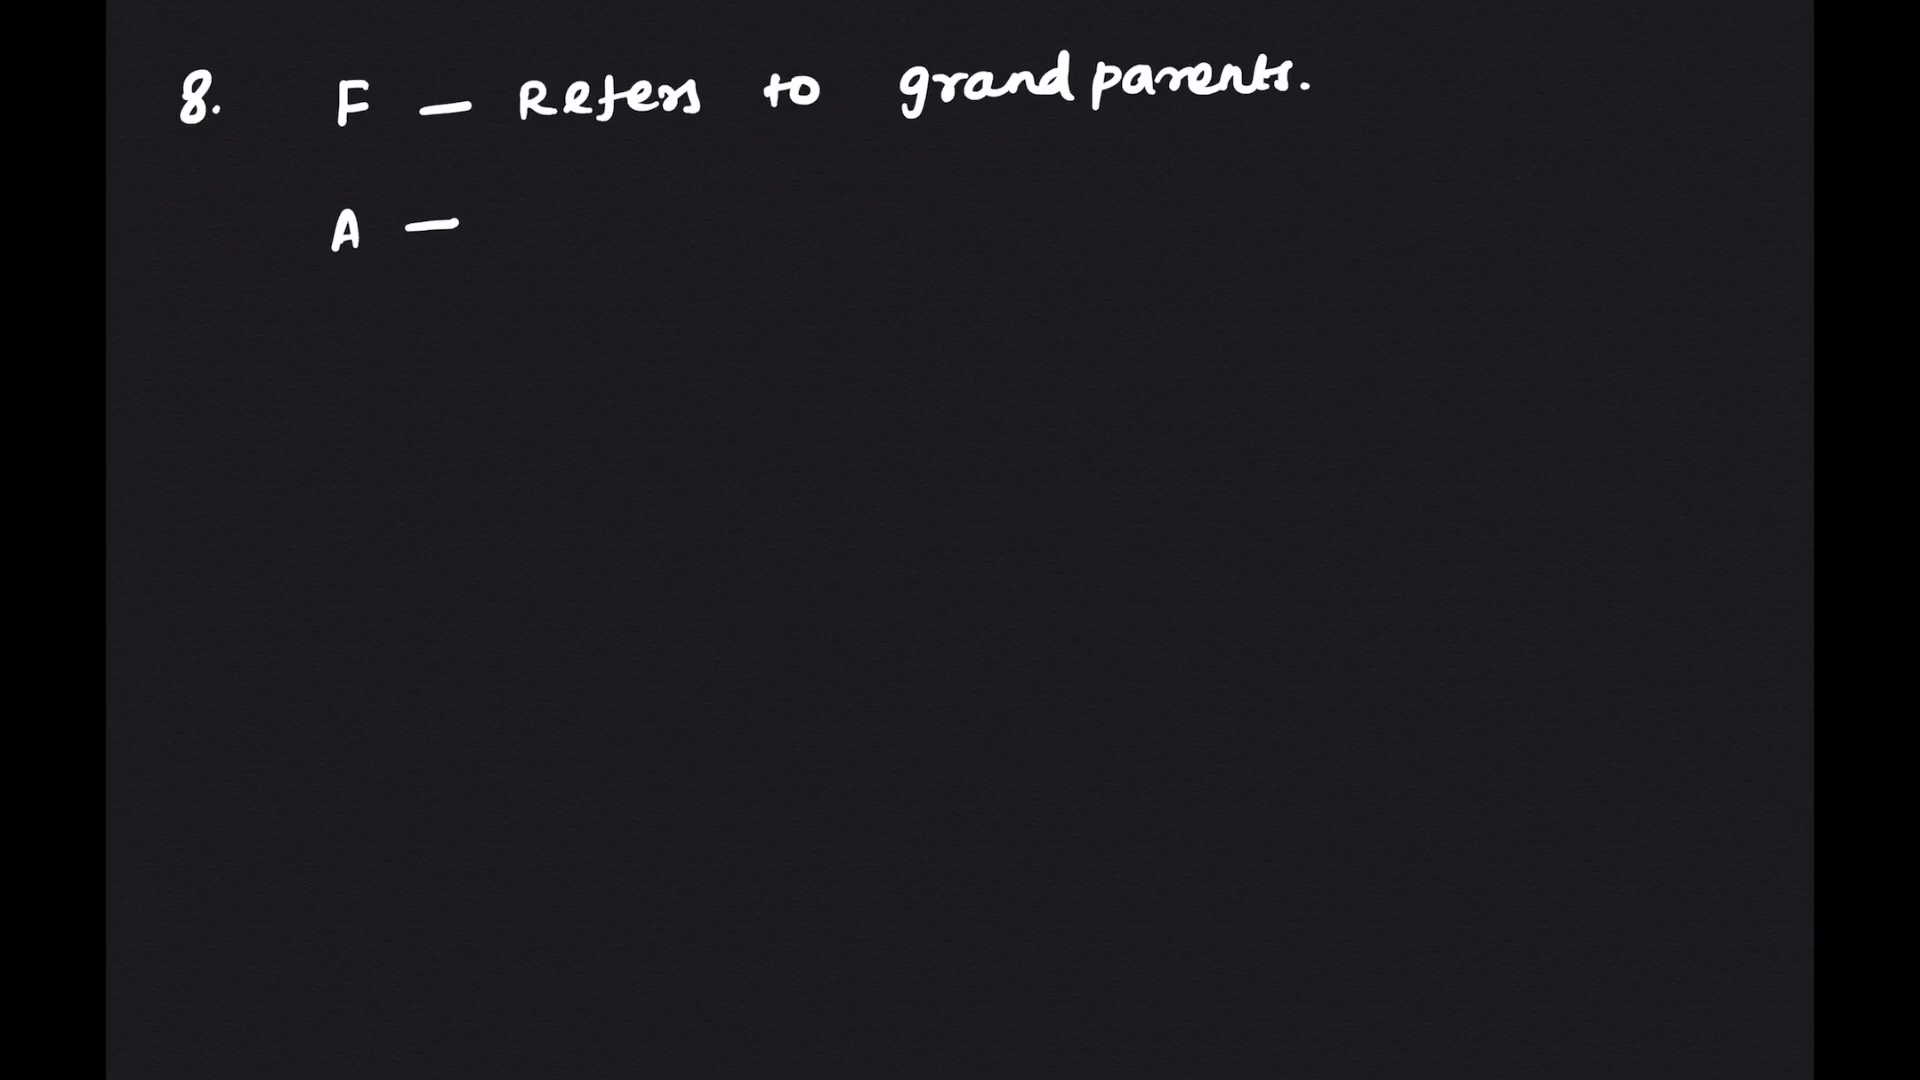 8. F — Refers to grand parents.
A —